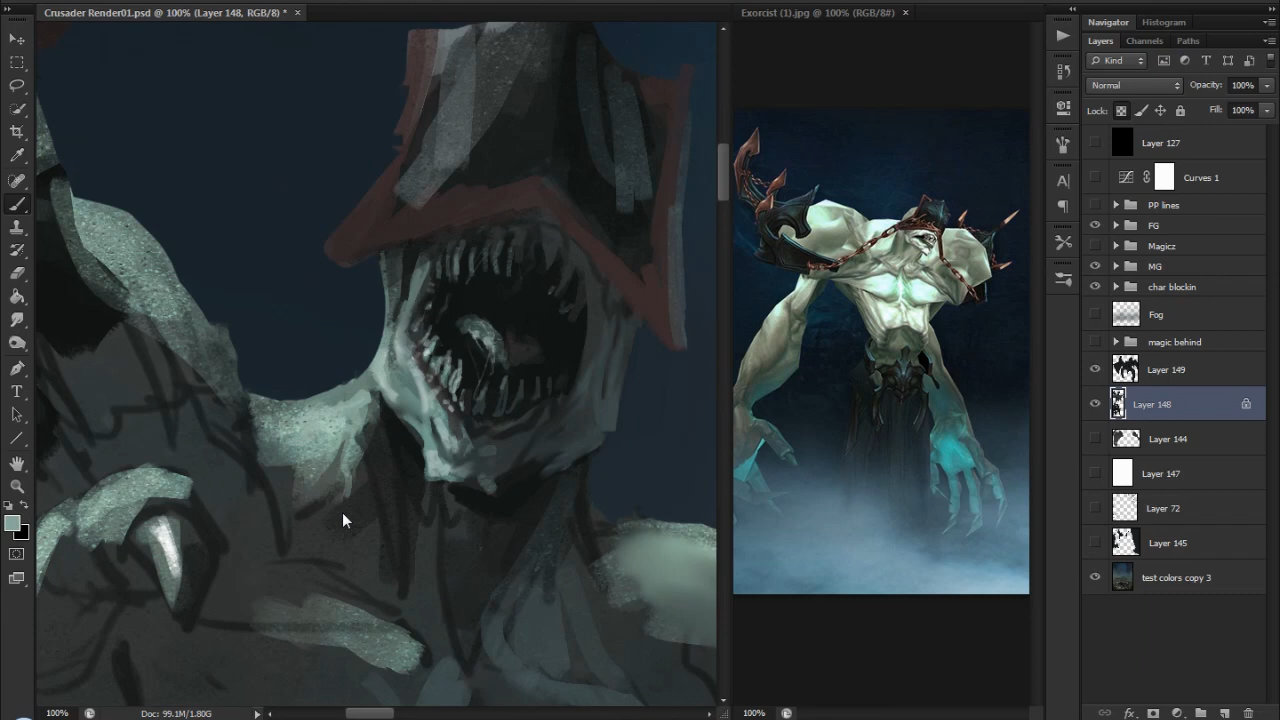 Crusader Render01.psd @ 100% (Layer 148, RGB/8) * ×
Exorcist (1).jpg @ 100% (RGB/8#) ×
Navigator Histogram
Layers Channels Paths
Kind
Normal Opacity: 100%
Lock: Fill: 100%
Layer 127
Curves 1
PP lines
FG
Magicz
MG
char blockin
Fog
magic behind
Layer 149
Layer 148
Layer 144
Layer 147
Layer 72
Layer 145
test colors copy 3
100% Doc: 99.1M/1.80G
100%